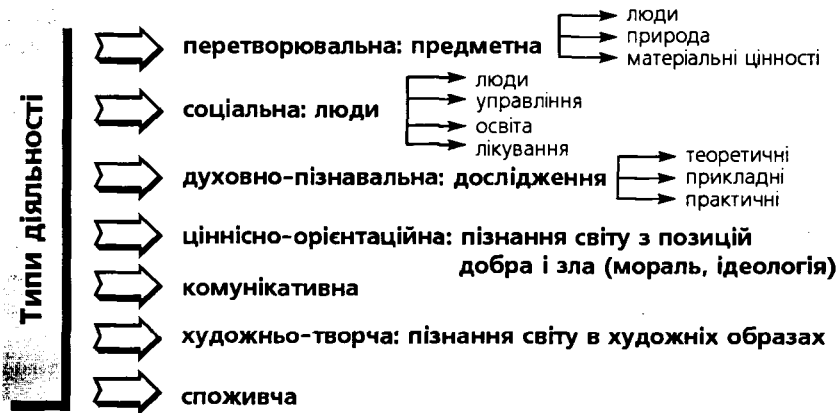 Типи діяльності
перетворювальна: предметна
люди
природа
матеріальні цінності
соціальна: люди
люди
управління
освіта
лікування
духовно-пізнавальна: дослідження
теоретичні
прикладні
практичні
ціннісно-орієнтаційна: пізнання світу з позицій
добра і зла (мораль, ідеологія)
комунікативна
художньо-творча: пізнання світу в художніх образах
споживча